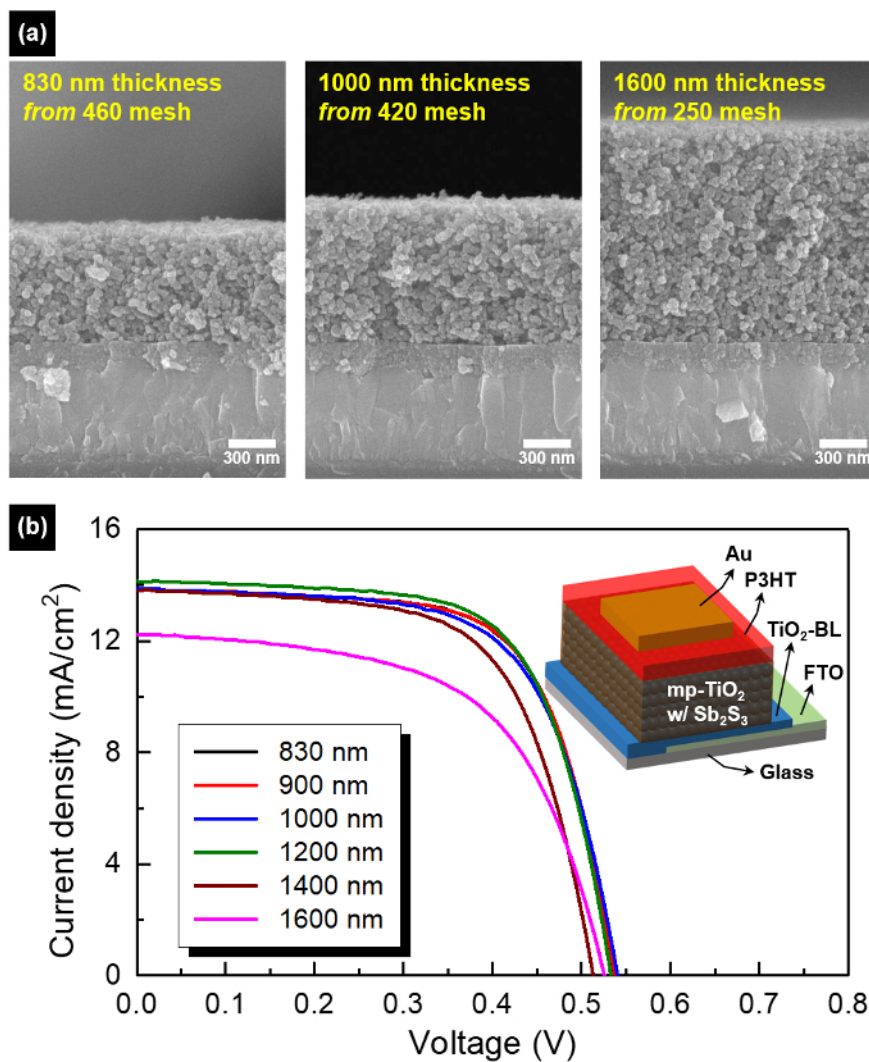 (a)
830 nm thickness
from 460 mesh
1000 nm thickness
from 420 mesh
1600 nm thickness
from 250 mesh
300 nm
300 nm
300 nm
(b)
16
12
8
4
0
Current density (mA/cm²)
830 nm
900 nm
1000 nm
1200 nm
1400 nm
1600 nm
Au
P3HT
TiO₂-BL
FTO
mp-TiO₂
w/ Sb₂S₃
Glass
0.0 0.1 0.2 0.3 0.4 0.5 0.6 0.7 0.8
Voltage (V)